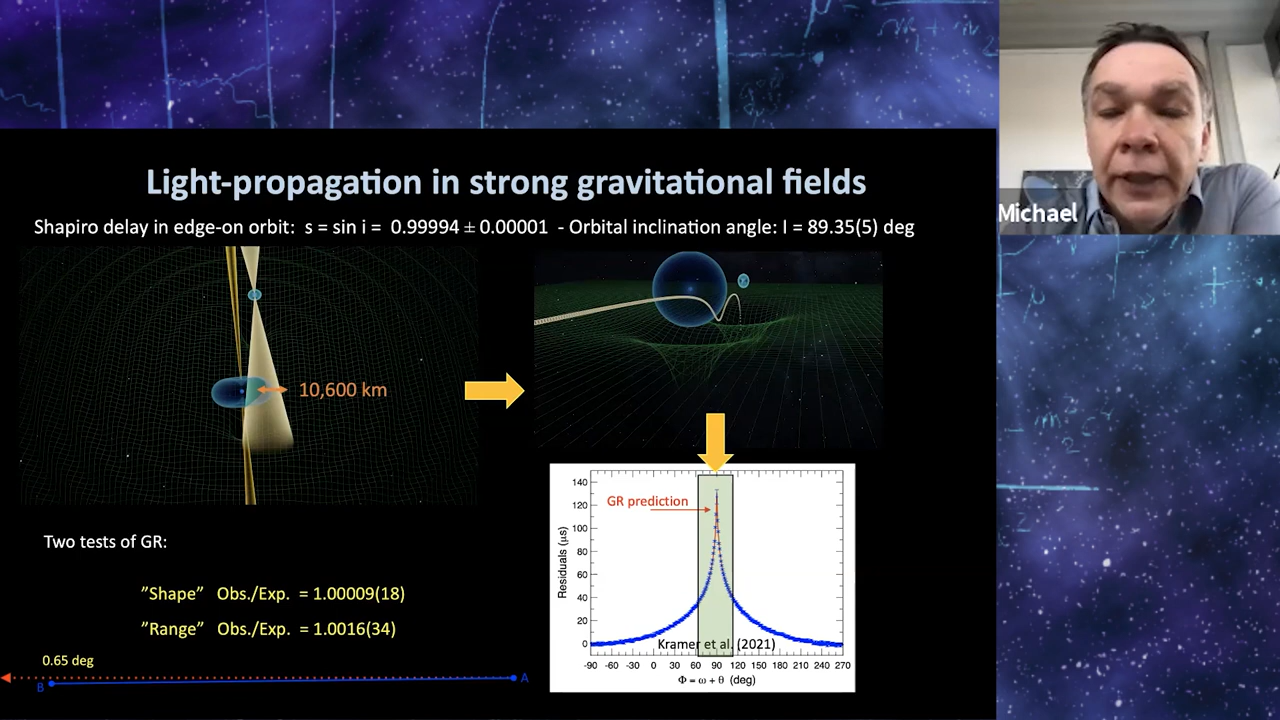 Light-propagation in strong gravitational fields
Michael
Shapiro delay in edge-on orbit: s = sin i = 0.99994 ± 0.00001 - Orbital inclination angle: I = 89.35(5) deg
10,600 km
Two tests of GR:
”Shape” Obs./Exp. = 1.00009(18)
”Range” Obs./Exp. = 1.0016(34)
0.65 deg
B
A
GR prediction
Residuals (μs)
140
120
100
80
60
40
20
0
Kramer et al. (2021)
-90 -60 -30 0 30 60 90 120 150 180 210 240 270
Φ = ω + θ (deg)